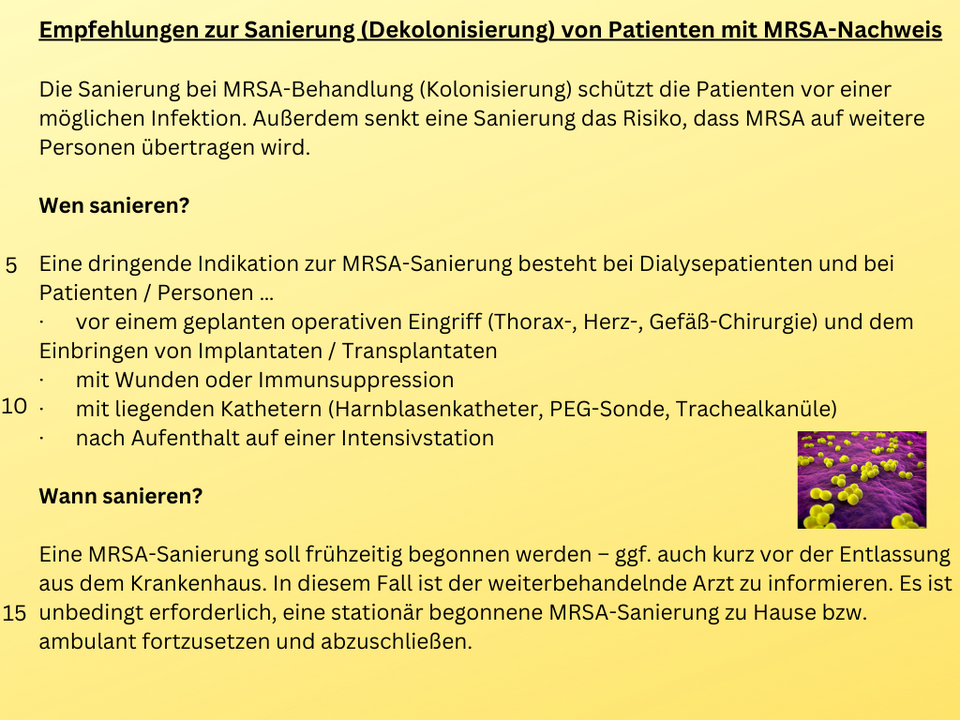 Empfehlungen zur Sanierung (Dekolonisierung) von Patienten mit MRSA-Nachweis
Die Sanierung bei MRSA-Behandlung (Kolonisierung) schützt die Patienten vor einer
möglichen Infektion. Außerdem senkt eine Sanierung das Risiko, dass MRSA auf weitere
Personen übertragen wird.
Wen sanieren?
5 Eine dringende Indikation zur MRSA-Sanierung besteht bei Dialysepatienten und bei
Patienten / Personen ...
· vor einem geplanten operativen Eingriff (Thorax-, Herz-, Gefäß-Chirurgie) und dem
Einbringen von Implantaten / Transplantaten
· mit Wunden oder Immunsuppression
10 · mit liegenden Kathetern (Harnblasenkatheter, PEG-Sonde, Trachealkanüle)
· nach Aufenthalt auf einer Intensivstation
Wann sanieren?
Eine MRSA-Sanierung soll frühzeitig begonnen werden – ggf. auch kurz vor der Entlassung
aus dem Krankenhaus. In diesem Fall ist der weiterbehandelnde Arzt zu informieren. Es ist
15 unbedingt erforderlich, eine stationär begonnene MRSA-Sanierung zu Hause bzw.
ambulant fortzusetzen und abzuschließen.